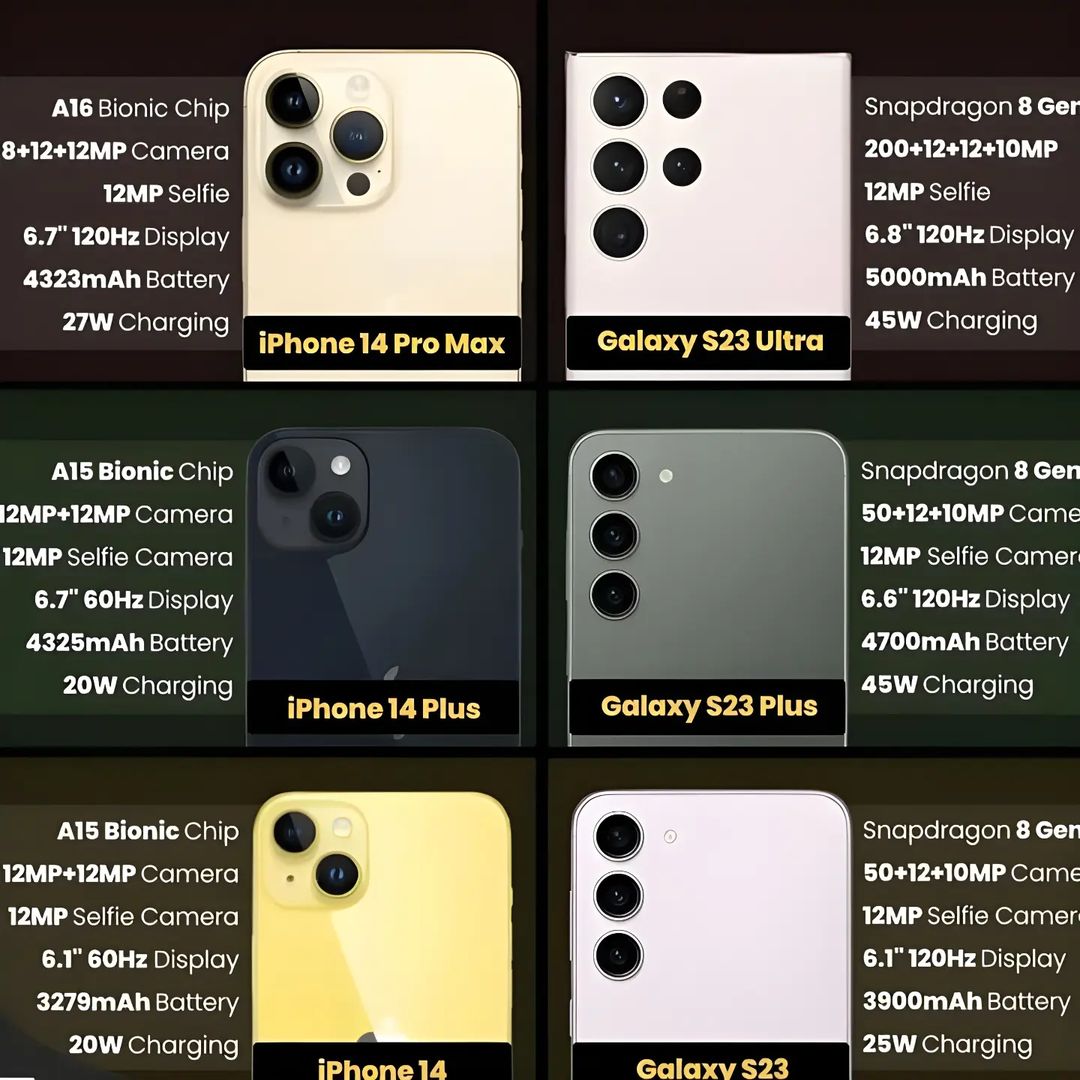 A16 Bionic Chip
8+12+12MP Camera
12MP Selfie
6.7" 120Hz Display
4323mAh Battery
27W Charging
iPhone 14 Pro Max
Snapdragon 8 Gen
200+12+12+10MP
12MP Selfie
6.8" 120Hz Display
5000mAh Battery
45W Charging
Galaxy S23 Ultra
A15 Bionic Chip
12MP+12MP Camera
12MP Selfie Camera
6.7" 60Hz Display
4325mAh Battery
20W Charging
iPhone 14 Plus
Snapdragon 8 Gen
50+12+10MP Came
12MP Selfie Camer
6.6" 120Hz Display
4700mAh Battery
45W Charging
Galaxy S23 Plus
A15 Bionic Chip
12MP+12MP Camera
12MP Selfie Camera
6.1" 60Hz Display
3279mAh Battery
20W Charging
iPhone 14
Snapdragon 8 Gen
50+12+10MP Came
12MP Selfie Camer
6.1" 120Hz Display
3900mAh Battery
25W Charging
Galaxy S23